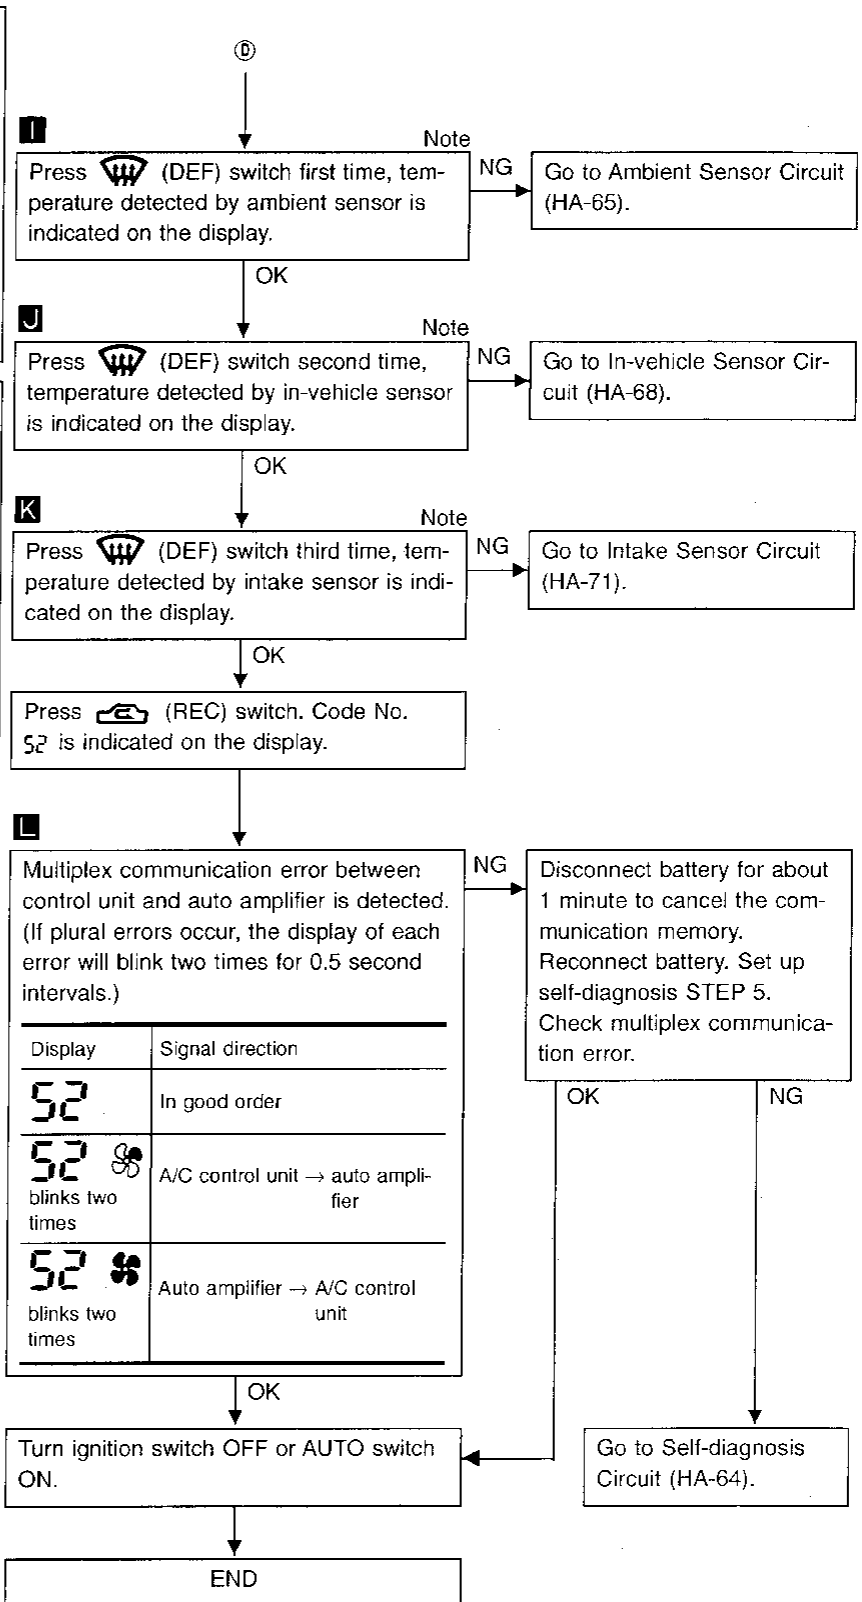 D
I
Note
Press (DEF) switch first time, tem-
perature detected by ambient sensor is
indicated on the display.
NG
Go to Ambient Sensor Circuit
(HA-65).
OK
J
Note
Press (DEF) switch second time,
temperature detected by in-vehicle sensor
is indicated on the display.
NG
Go to In-vehicle Sensor Cir-
cuit (HA-68).
OK
K
Note
Press (DEF) switch third time, tem-
perature detected by intake sensor is indi-
cated on the display.
NG
Go to Intake Sensor Circuit
(HA-71).
OK
Press (REC) switch. Code No.
52 is indicated on the display.
L
Multiplex communication error between
control unit and auto amplifier is detected.
(If plural errors occur, the display of each
error will blink two times for 0.5 second
intervals.)
Display Signal direction
52 In good order
52
blinks two
times
A/C control unit → auto ampli-
fier
52
blinks two
times
Auto amplifier → A/C control
unit
NG
Disconnect battery for about
1 minute to cancel the com-
munication memory.
Reconnect battery. Set up
self-diagnosis STEP 5.
Check multiplex communica-
tion error.
OK
NG
OK
Turn ignition switch OFF or AUTO switch
ON.
Go to Self-diagnosis
Circuit (HA-64).
END